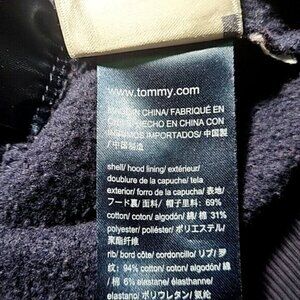 www.tommy.com
MADE IN CHINA/ FABRIQUÉ EN
CHINE/ HECHO EN CHINA CON
INSUMOS IMPORTADOS/ 中国製
/ 中国制
shell/ hood lining/ extérieur/
doublure de la capuche/ tela
exterior/ forro de la capucha/ 表地/
フード裏/ 面料/ 帽子里料: 69%
cotton/ coton/ algodón/ 綿/ 棉 31%
polyester/ poliéster/ ポリエステル/
聚酯纤维
rib/ bord côte/ cordoncillo/ リブ/ 罗
纹: 94% cotton/ coton/ algodón/ 綿
/ 棉 6% elastane/ élasthanne/
elastano/ ポリウレタン/ 氨纶